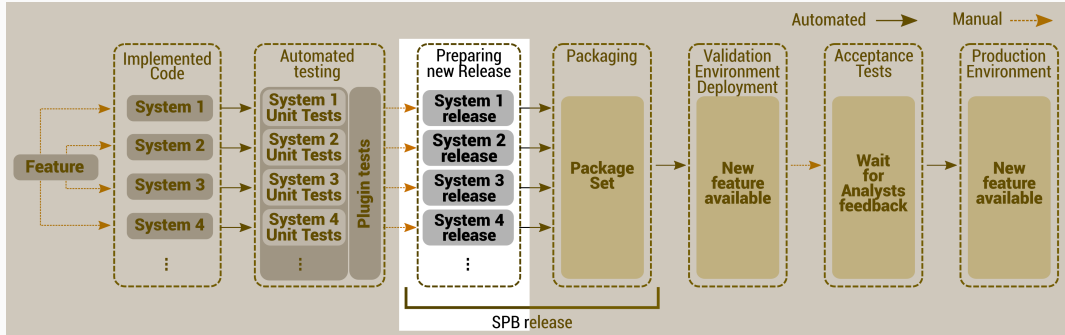 Automated
Manual
Implemented
Code
Automated
testing
Preparing
new Release
Packaging
Validation
Environment
Deployment
Acceptance
Tests
Production
Environment
Feature
System 1
System 2
System 3
System 4
System 1
Unit Tests
System 2
Unit Tests
System 3
Unit Tests
System 4
Unit Tests
Plugin tests
System 1
release
System 2
release
System 3
release
System 4
release
Package
Set
New
feature
available
Wait
for
Analysts
feedback
New
feature
available
SPB release